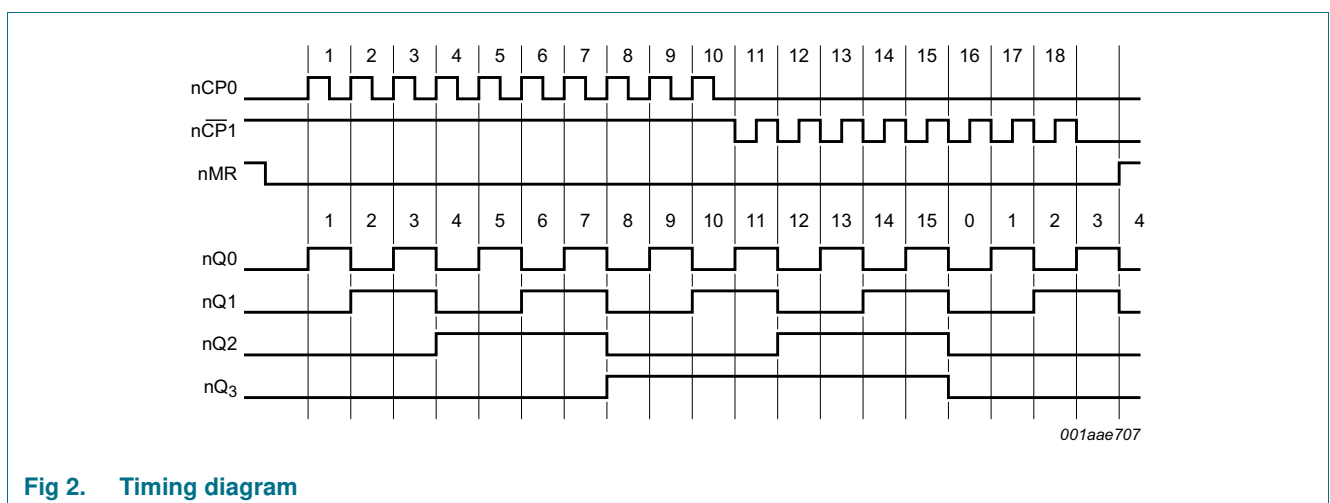 1 2 3 4 5 6 7 8 9 10 11 12 13 14 15 16 17 18
nCP0
nC̅P̅1
nMR
1 2 3 4 5 6 7 8 9 10 11 12 13 14 15 0 1 2 3 4
nQ0
nQ1
nQ2
nQ₃
001aae707
Fig 2. Timing diagram